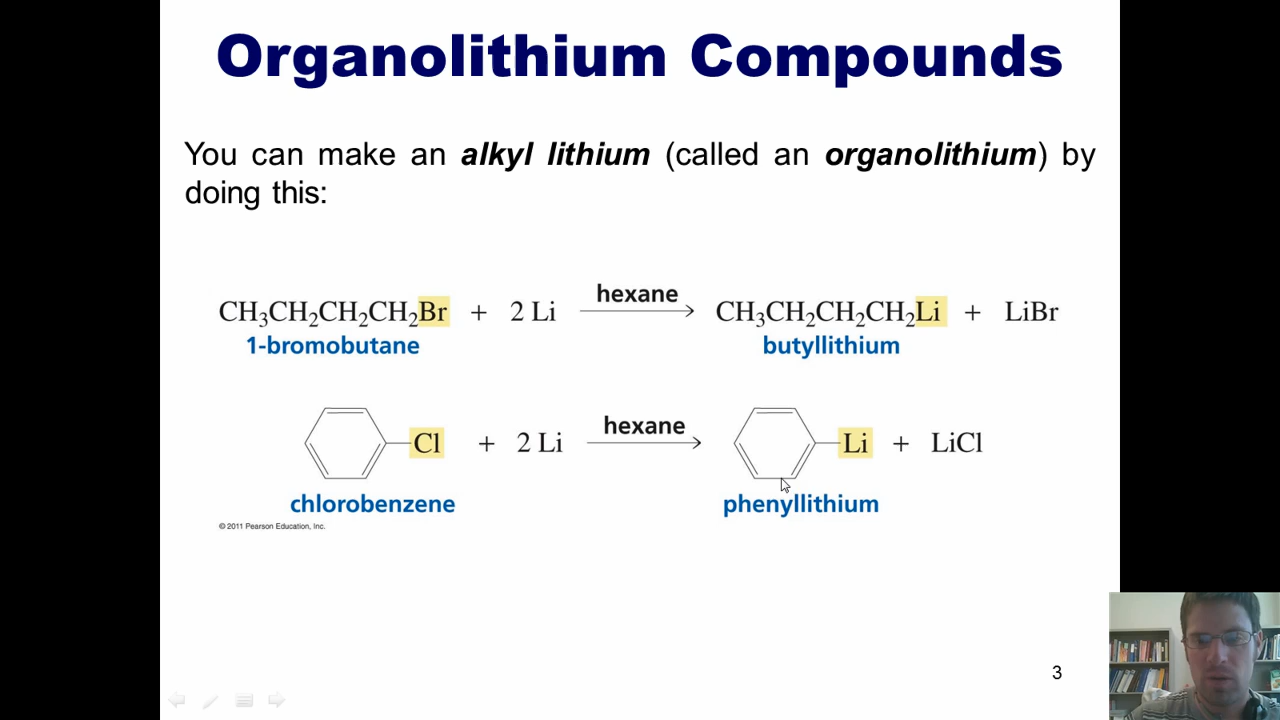 Organolithium Compounds
You can make an alkyl lithium (called an organolithium) by
doing this:
CH₃CH₂CH₂CH₂Br + 2 Li hexane CH₃CH₂CH₂CH₂Li + LiBr
1-bromobutane butyllithium
Cl + 2 Li hexane Li + LiCl
chlorobenzene phenyllithium
© 2011 Pearson Education, Inc.
3